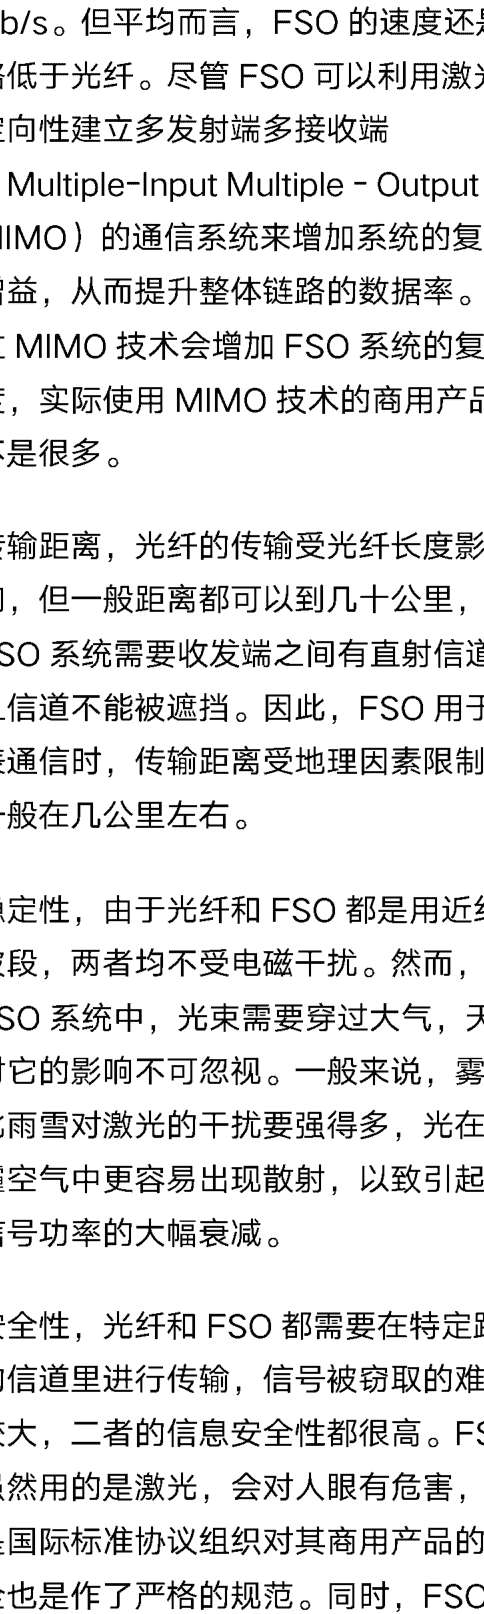 b/s。但平均而言，FSO 的速度还是
略低于光纤。尽管 FSO 可以利用激光
定向性建立多发射端多接收端
Multiple-Input Multiple - Output
MIMO）的通信系统来增加系统的复
增益，从而提升整体链路的数据率。
MIMO 技术会增加 FSO 系统的复
度，实际使用 MIMO 技术的商用产品
不是很多。
传输距离，光纤的传输受光纤长度影
响，但一般距离都可以到几十公里，
FSO 系统需要收发端之间有直射信道
且信道不能被遮挡。因此，FSO 用于
表通信时，传输距离受地理因素限制
一般在几公里左右。
稳定性，由于光纤和 FSO 都是用近红
波段，两者均不受电磁干扰。然而，
FSO 系统中，光束需要穿过大气，天
对它的影响不可忽视。一般来说，雾
比雨雪对激光的干扰要强得多，光在
霾空气中更容易出现散射，以致引起
信号功率的大幅衰减。
安全性，光纤和 FSO 都需要在特定路
的信道里进行传输，信号被窃取的难
较大，二者的信息安全性都很高。FS
虽然用的是激光，会对人眼有危害，
是国际标准协议组织对其商用产品的
全也是作了严格的规范。同时，FSO